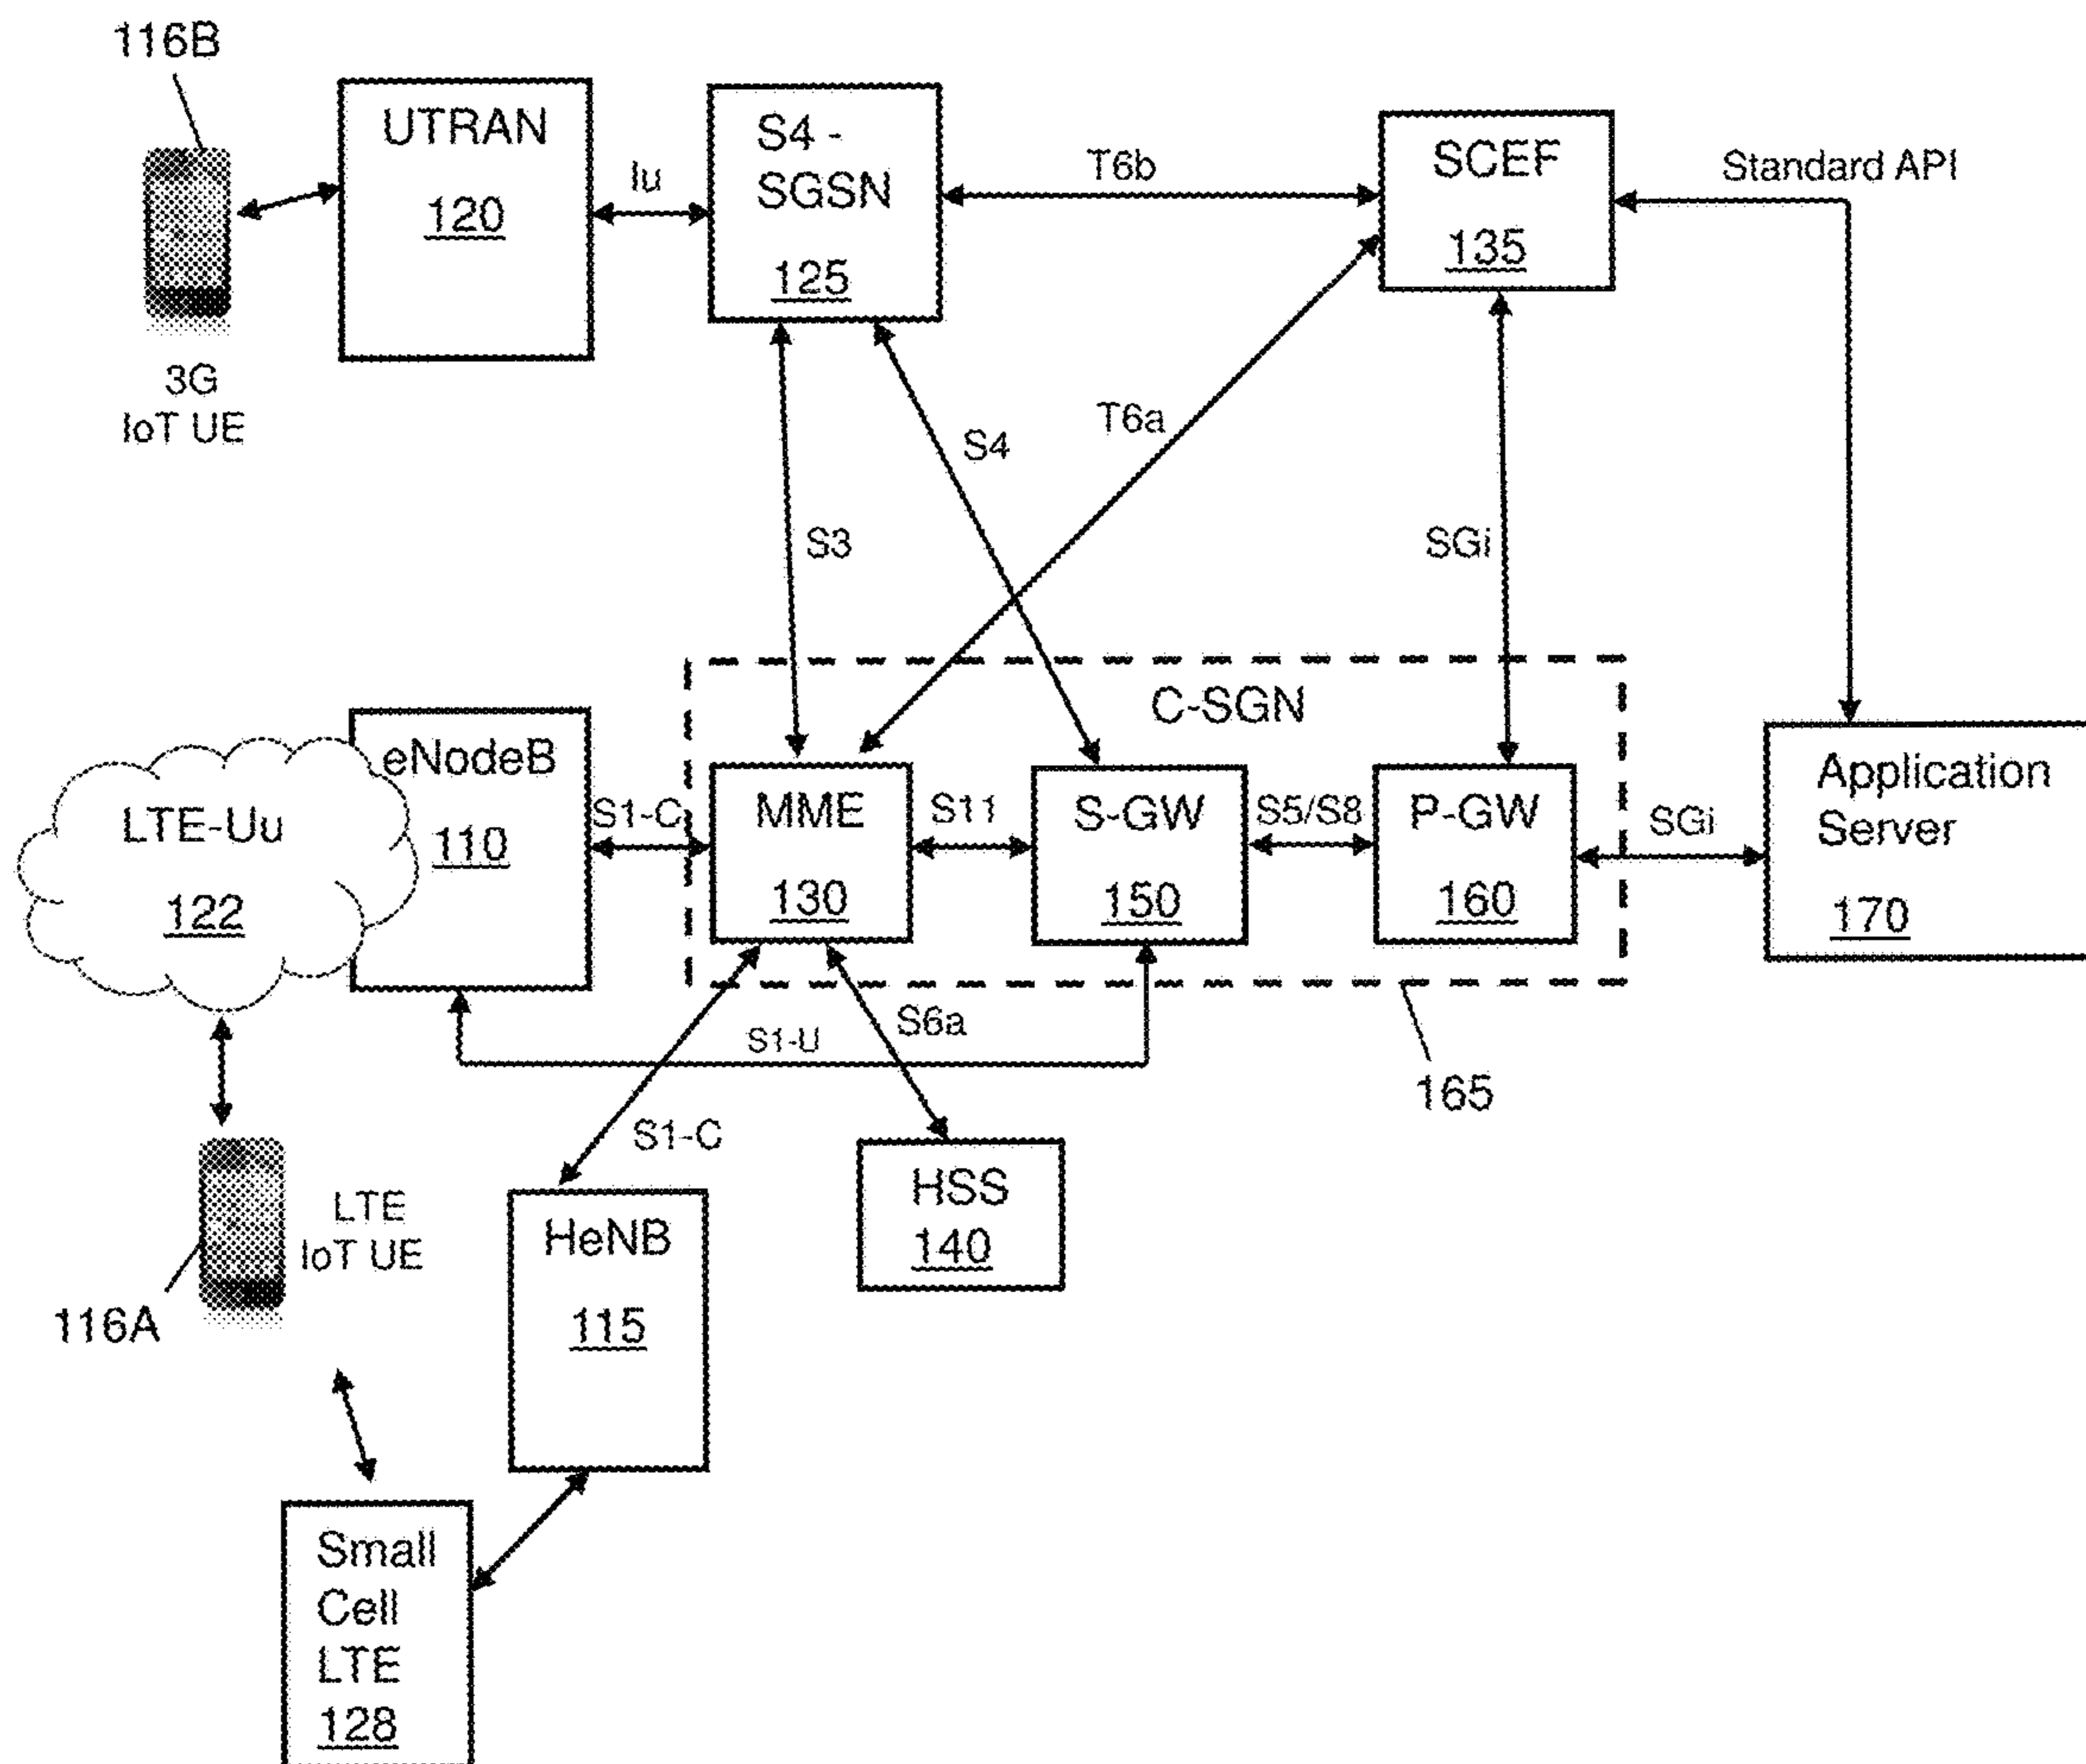 116B
UTRAN
120
3G
IoT UE
Iu
S4 -
SGSN
125
T6b
SCEF
135
Standard API
T6a
S4
S3
SGi
C-SGN
LTE-Uu
122
eNodeB
110
S1-C
MME
130
S11
S-GW
150
S5/S8
P-GW
160
SGi
Application
Server
170
S6a
S1-U
165
S1-C
LTE
IoT UE
116A
HeNB
115
HSS
140
Small
Cell
LTE
128